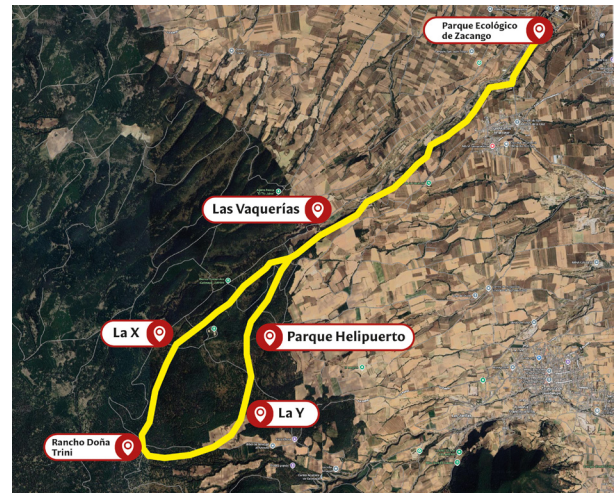 Parque Ecológico
de Zacango
Las Vaquerías
La X
Parque Helipuerto
La Y
Rancho Doña
Trini